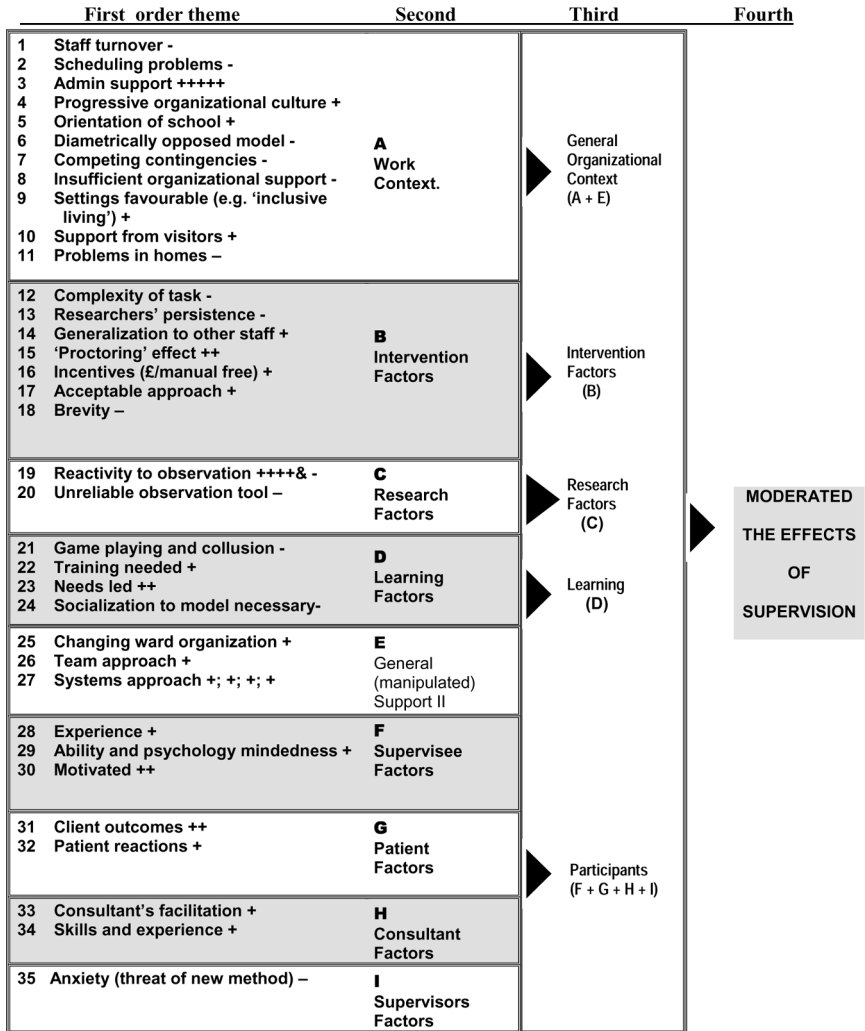 First order theme Second Third Fourth
1 Staff turnover -
2 Scheduling problems -
3 Admin support +++++
4 Progressive organizational culture +
5 Orientation of school +
6 Diametrically opposed model -
7 Competing contingencies -
8 Insufficient organizational support -
9 Settings favourable (e.g. ‘inclusive
living’) +
10 Support from visitors +
11 Problems in homes –
A
Work
Context.
General
Organizational
Context
(A + E)
12 Complexity of task -
13 Researchers’ persistence -
14 Generalization to other staff +
15 ‘Proctoring’ effect ++
16 Incentives (£/manual free) +
17 Acceptable approach +
18 Brevity –
B
Intervention
Factors
Intervention
Factors
(B)
19 Reactivity to observation ++++& -
20 Unreliable observation tool –
C
Research
Factors
Research
Factors
(C)
21 Game playing and collusion -
22 Training needed +
23 Needs led ++
24 Socialization to model necessary-
D
Learning
Factors
Learning
(D)
25 Changing ward organization +
26 Team approach +
27 Systems approach +; +; +; +
E
General
(manipulated)
Support II
28 Experience +
29 Ability and psychology mindedness +
30 Motivated ++
F
Supervisee
Factors
31 Client outcomes ++
32 Patient reactions +
G
Patient
Factors
Participants
(F + G + H + I)
33 Consultant’s facilitation +
34 Skills and experience +
H
Consultant
Factors
35 Anxiety (threat of new method) –
I
Supervisors
Factors
MODERATED
THE EFFECTS
OF
SUPERVISION